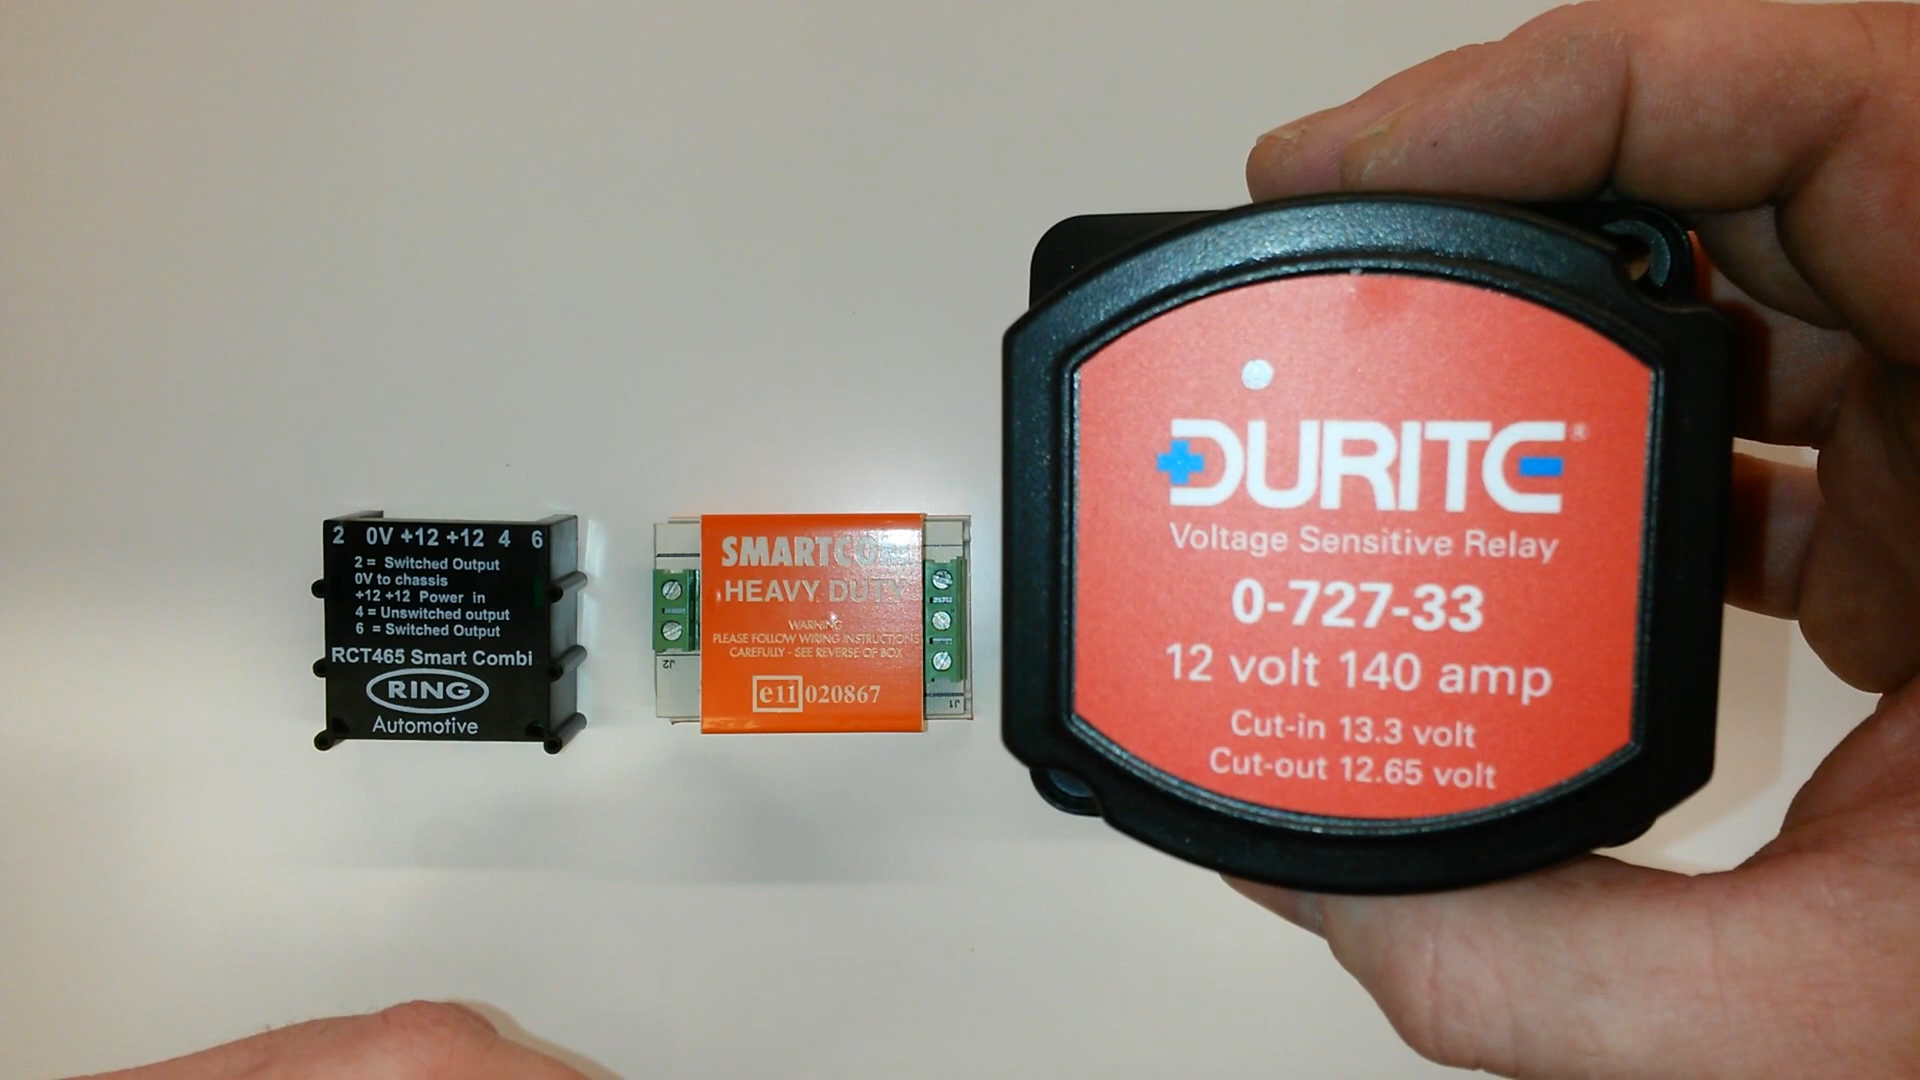 2 0V +12 +12 4 6
2 = Switched Output
0V to chassis
+12 +12 Power in
4 = Unswitched output
6 = Switched Output
RCT465 Smart Combi
RING
Automotive
HEAVY DUTY
WARNING
PLEASE FOLLOW WIRING INSTRUCTIONS
CAREFULLY - SEE REVERSE OF BOX
e11 020867
J2
J1
DURITE®
Voltage Sensitive Relay
0-727-33
12 volt 140 amp
Cut-in 13.3 volt
Cut-out 12.65 volt